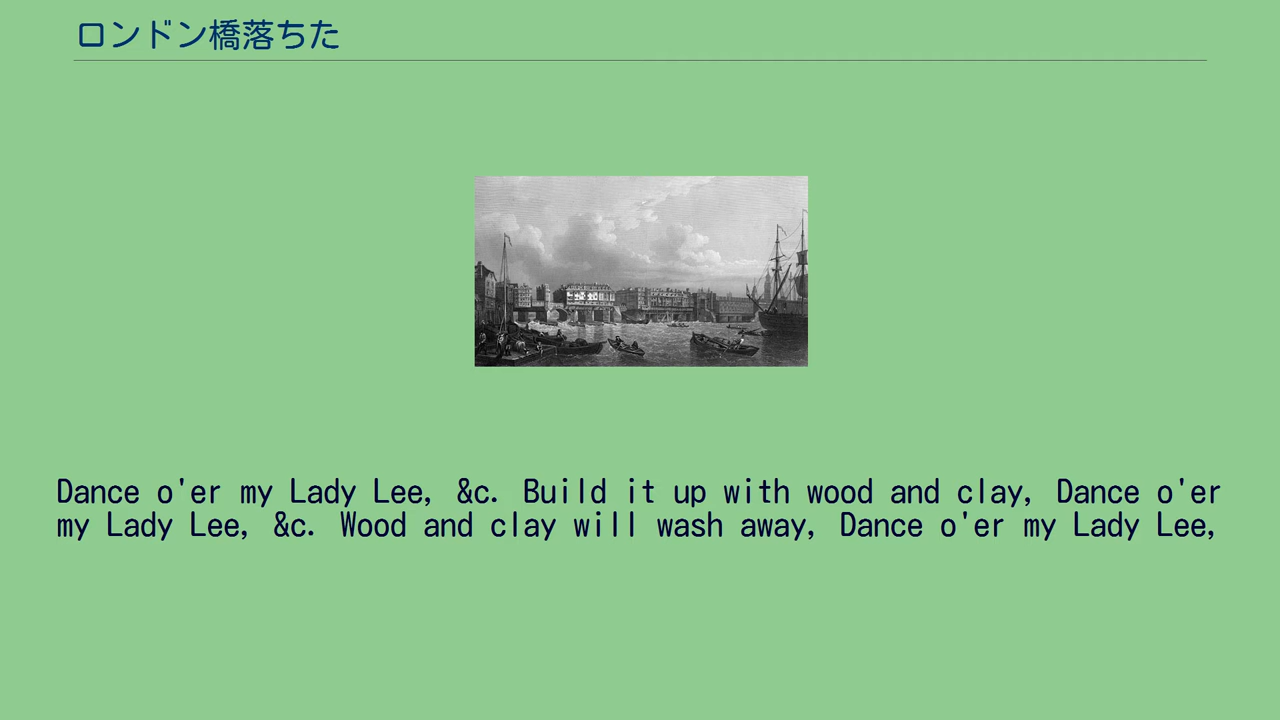 ロンドン橋落ちた
Dance o'er my Lady Lee, &c. Build it up with wood and clay, Dance o'er
my Lady Lee, &c. Wood and clay will wash away, Dance o'er my Lady Lee,